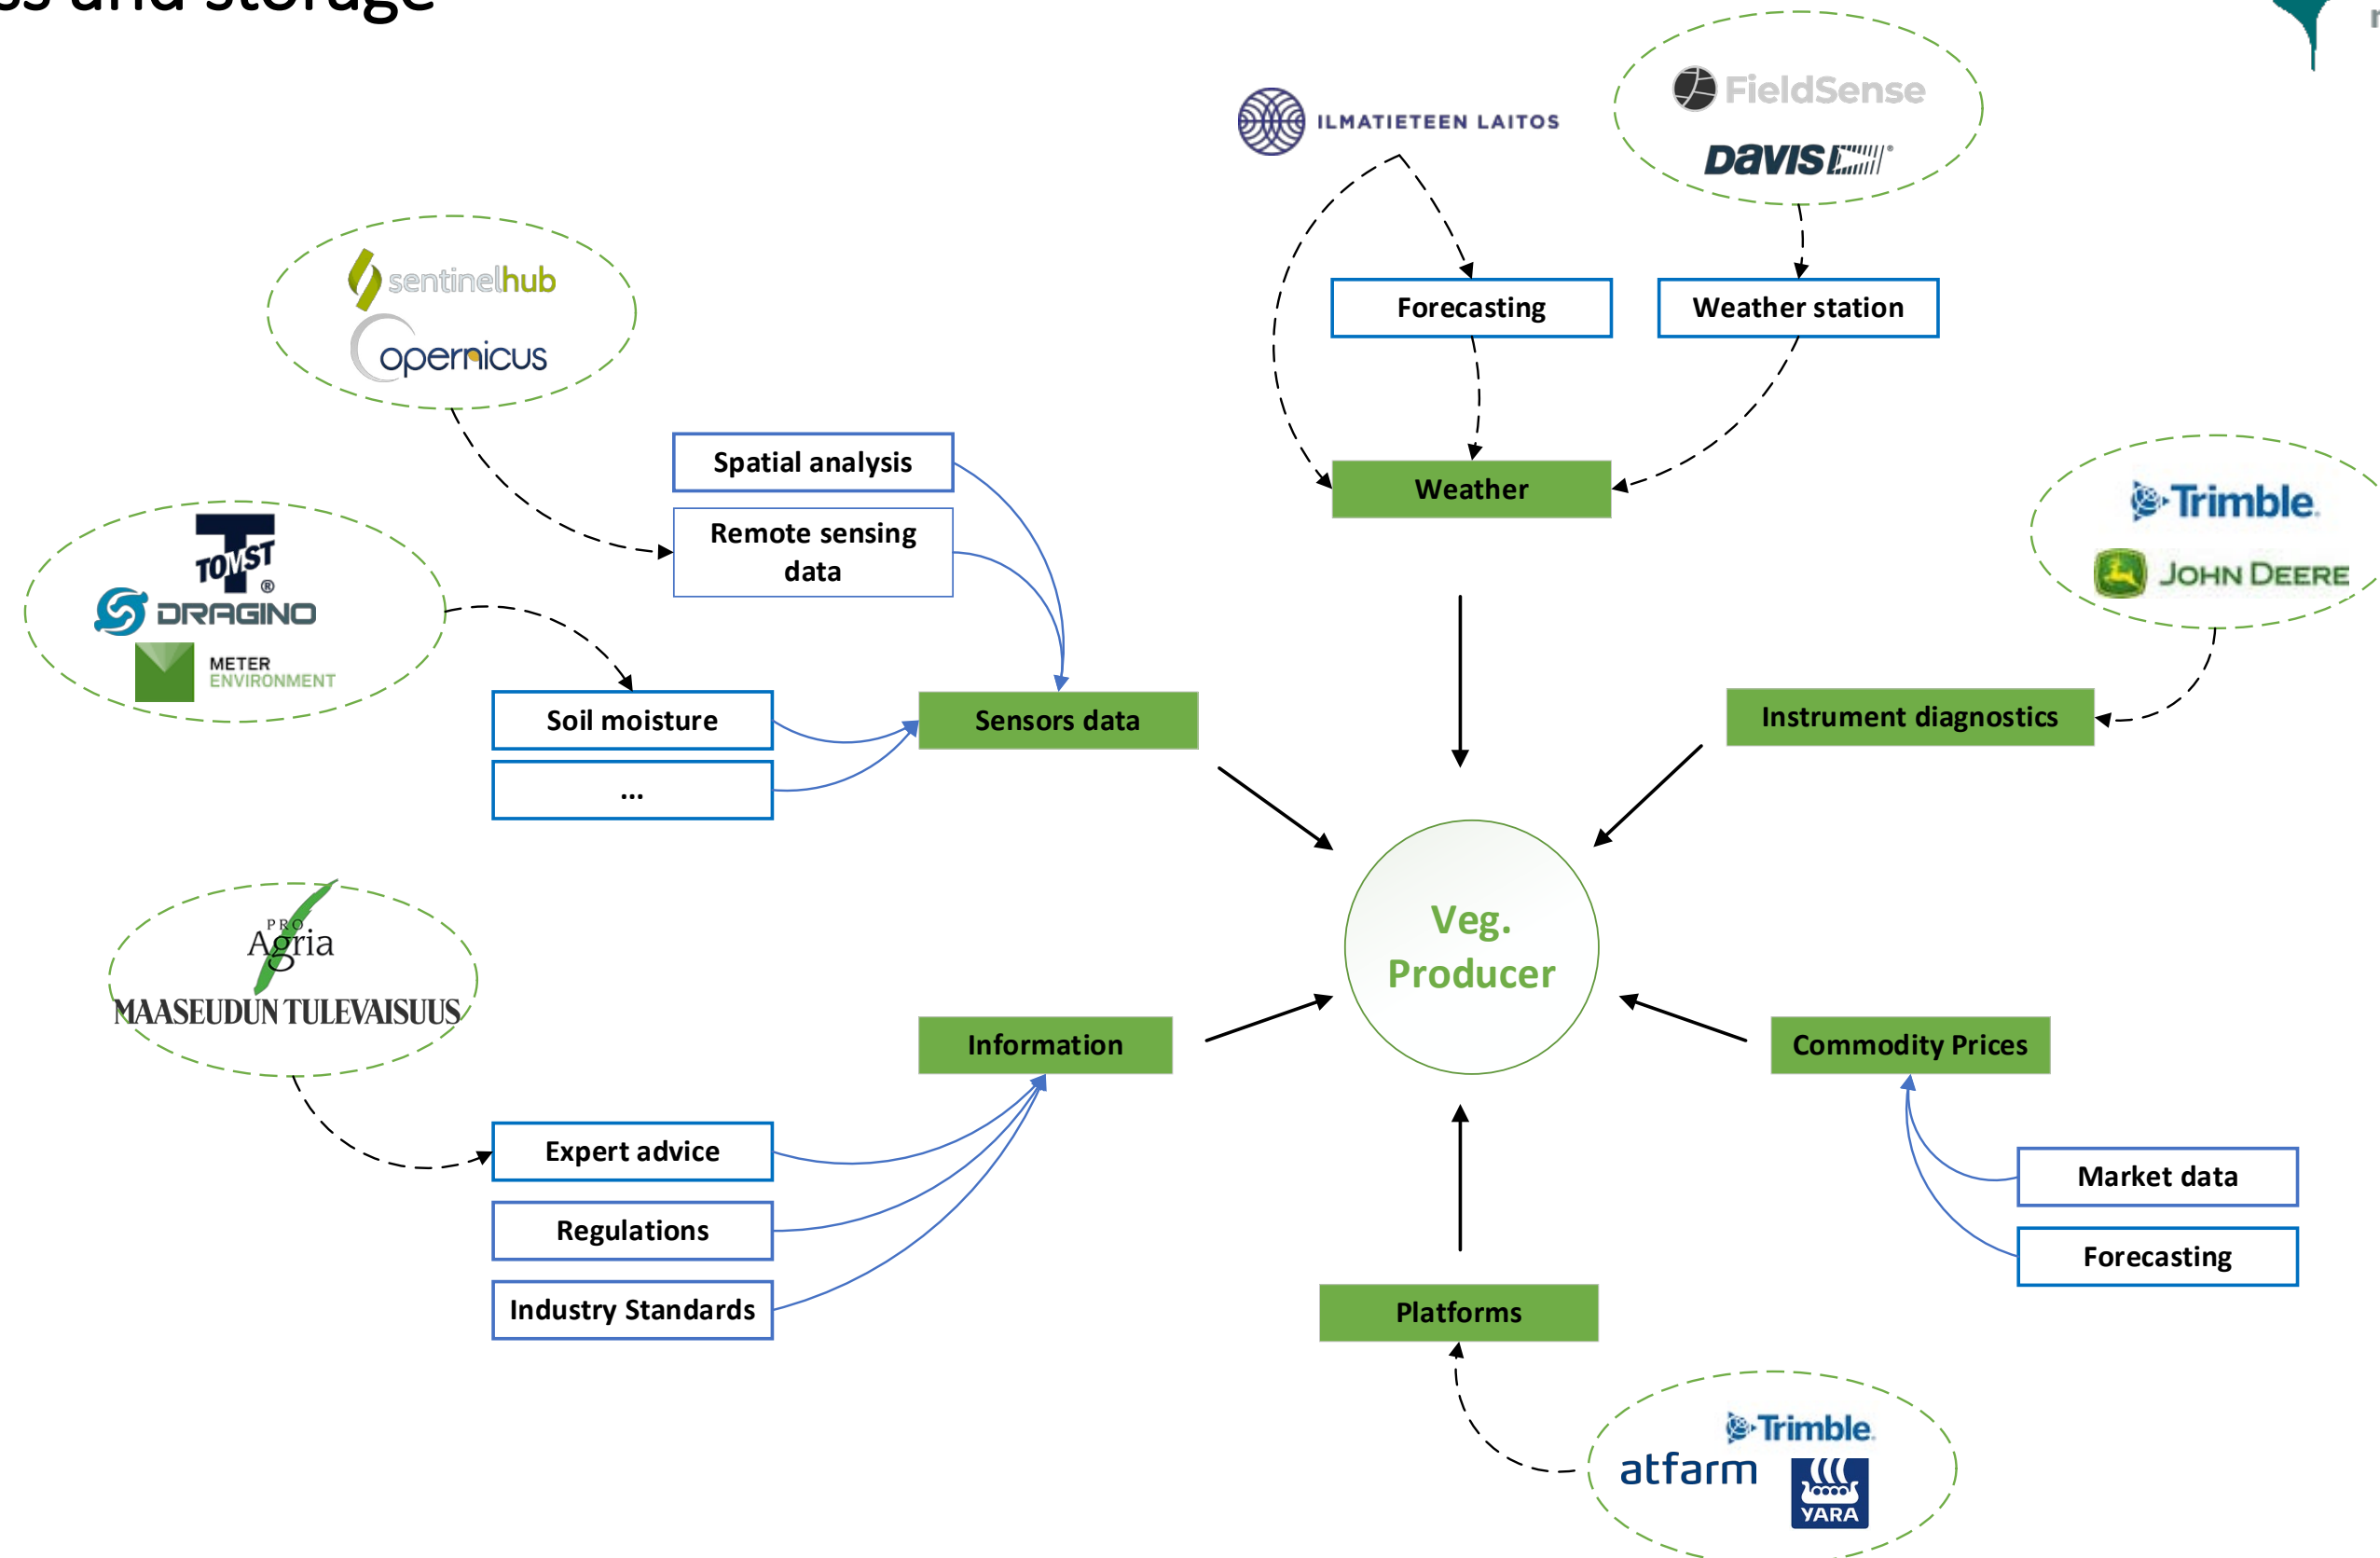 and storage
ILMATIETEEN LAITOS
FieldSense
DAVIS
sentinelhub
opernicus
Forecasting
Weather station
Spatial analysis
Weather
Remote sensing
data
Trimble
JOHN DEERE
TOMST
®
DRAGINO
METER
ENVIRONMENT
Soil moisture
Sensors data
Instrument diagnostics
...
PRO
Agria
MAASEUDUN TULEVAISUUS
Veg.
Producer
Information
Commodity Prices
Expert advice
Market data
Regulations
Forecasting
Industry Standards
Platforms
Trimble
atfarm
YARA